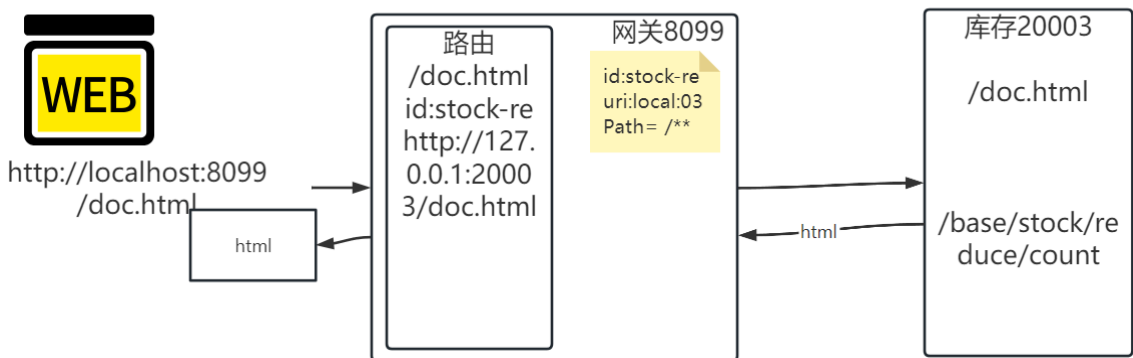 WEB
http://localhost:8099
/doc.html
html
路由
/doc.html
id:stock-re
http://127.
0.0.1:2000
3/doc.html
网关8099
id:stock-re
uri:local:03
Path= /**
html
库存20003
/doc.html
/base/stock/re
duce/count